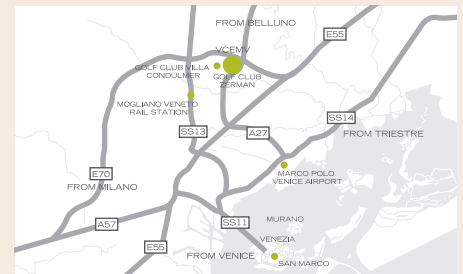 FROM BELLUNO
E55
VCEMV
GOLF CLUB VILLA
CONDULMER
GOLF CLUB
ZERMAN
MOGLIANO VENETO
RAIL STATION
SS13
A27
SS14
FROM TRIESTRE
E70
FROM MILANO
MARCO POLO
VENICE AIRPORT
A57
SS11
MURANO
E55
VENEZIA
FROM VENICE
SAN MARCO